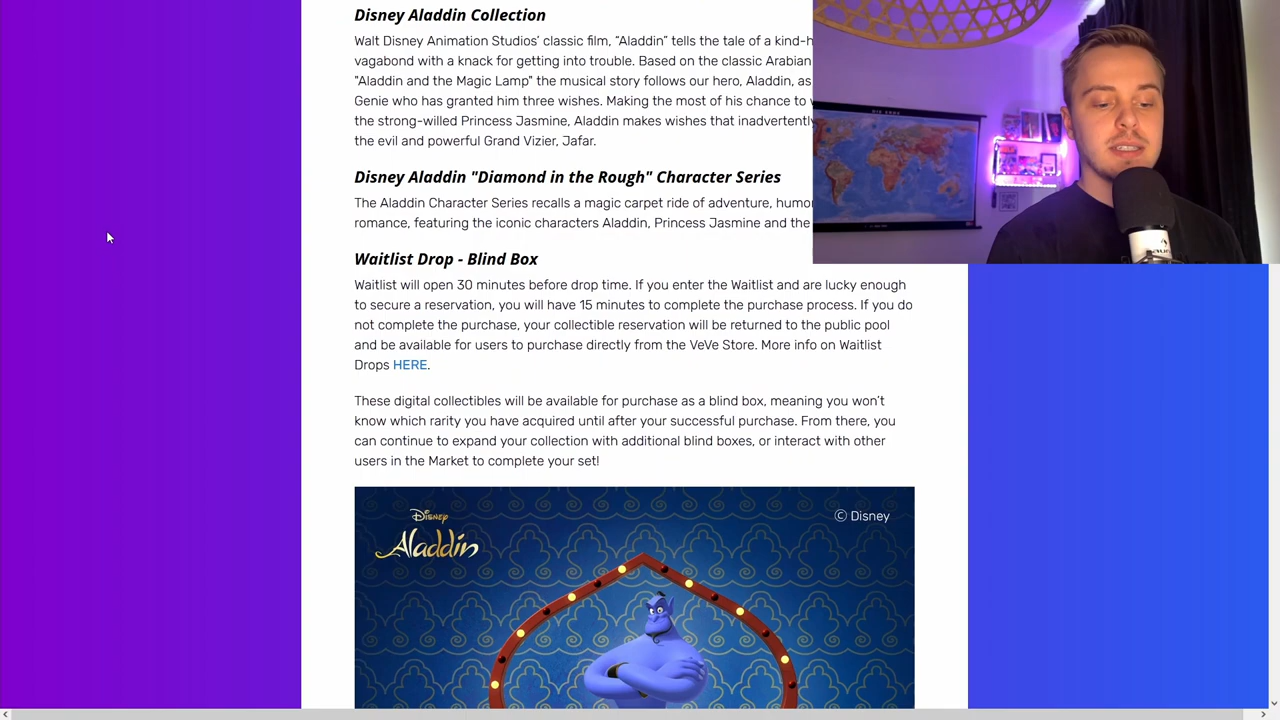 Disney Aladdin Collection
Walt Disney Animation Studios' classic film, “Aladdin” tells the tale of a kind-h
vagabond with a knack for getting into trouble. Based on the classic Arabian
"Aladdin and the Magic Lamp" the musical story follows our hero, Aladdin, as
Genie who has granted him three wishes. Making the most of his chance to
the strong-willed Princess Jasmine, Aladdin makes wishes that inadvertently
the evil and powerful Grand Vizier, Jafar.
Disney Aladdin "Diamond in the Rough" Character Series
The Aladdin Character Series recalls a magic carpet ride of adventure, humor
romance, featuring the iconic characters Aladdin, Princess Jasmine and the
Waitlist Drop - Blind Box
Waitlist will open 30 minutes before drop time. If you enter the Waitlist and are lucky enough
to secure a reservation, you will have 15 minutes to complete the purchase process. If you do
not complete the purchase, your collectible reservation will be returned to the public pool
and be available for users to purchase directly from the VeVe Store. More info on Waitlist
Drops HERE.
These digital collectibles will be available for purchase as a blind box, meaning you won’t
know which rarity you have acquired until after your successful purchase. From there, you
can continue to expand your collection with additional blind boxes, or interact with other
users in the Market to complete your set!
Disney
Aladdin
© Disney